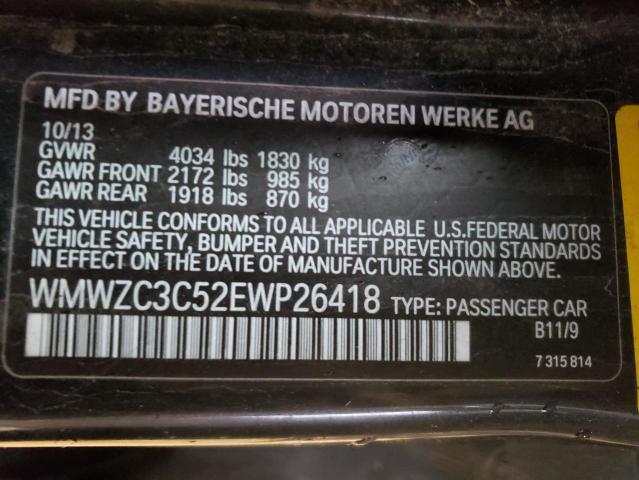 MFD BY BAYERISCHE MOTOREN WERKE AG
10/13
GVWR 4034 lbs 1830 kg
GAWR FRONT 2172 lbs 985 kg
GAWR REAR 1918 lbs 870 kg
THIS VEHICLE CONFORMS TO ALL APPLICABLE U.S.FEDERAL MOTOR
VEHICLE SAFETY, BUMPER AND THEFT PREVENTION STANDARDS
IN EFFECT ON THE DATE OF MANUFACTURE SHOWN ABOVE.
WMWZC3C52EWP26418 TYPE: PASSENGER CAR
B11/9
7 315 814